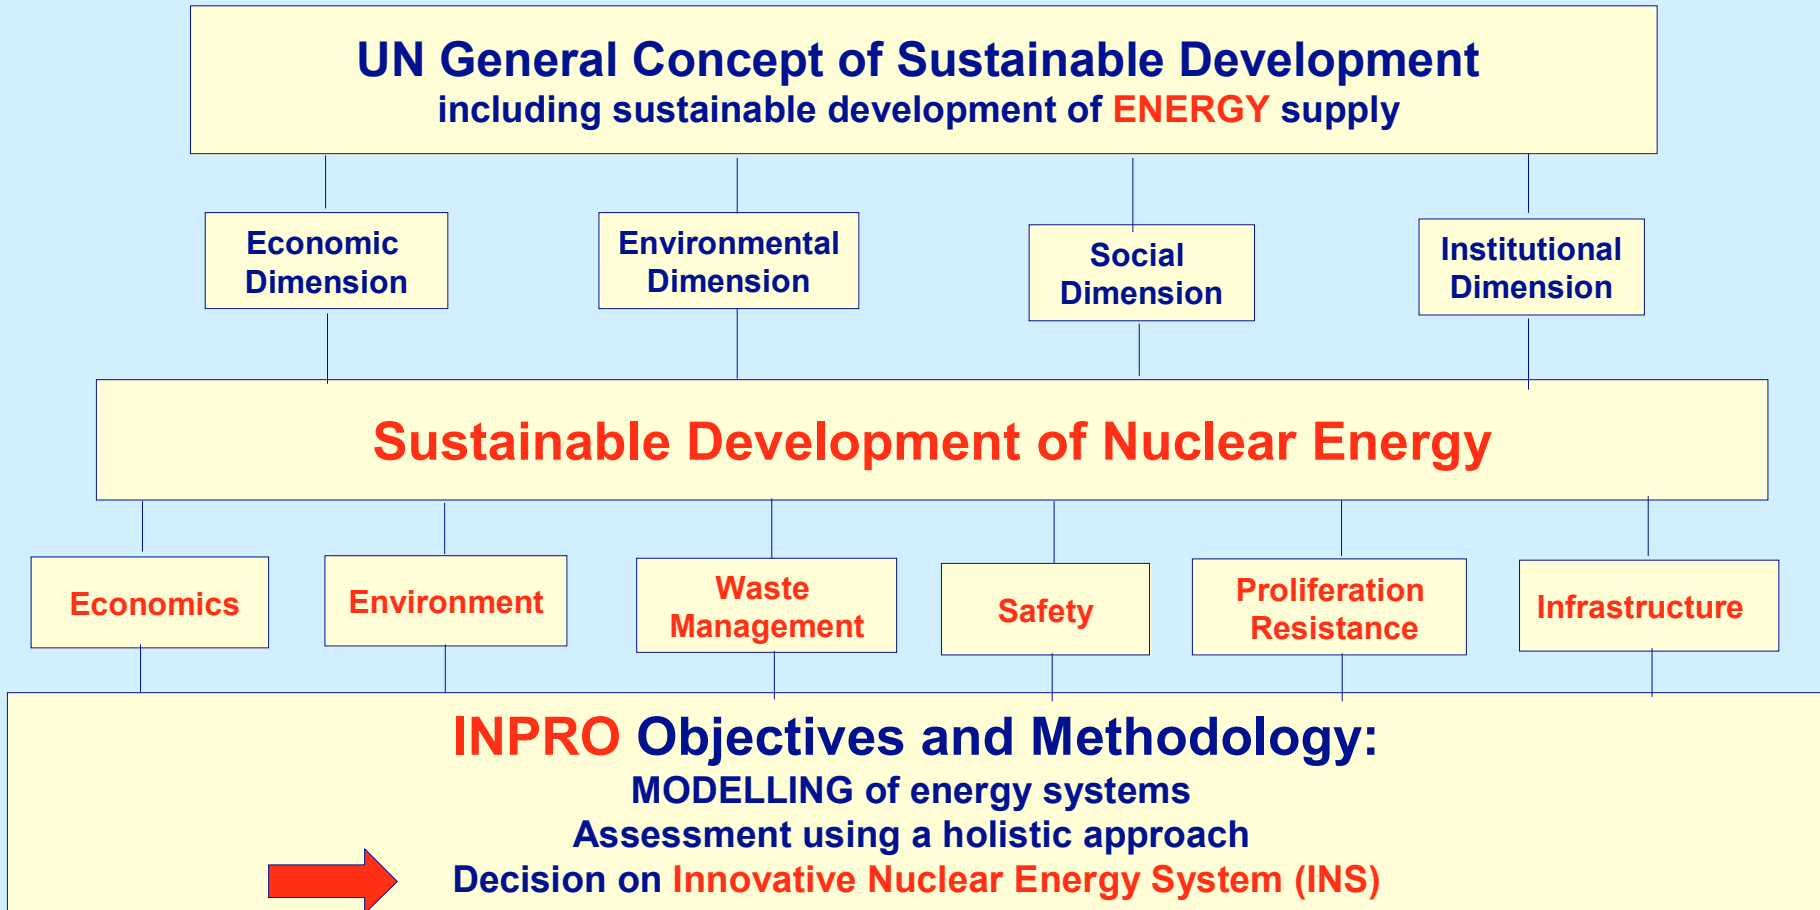 UN General Concept of Sustainable Development
including sustainable development of ENERGY supply
Economic
Dimension
Environmental
Dimension
Social
Dimension
Institutional
Dimension
Sustainable Development of Nuclear Energy
Economics
Environment
Waste
Management
Safety
Proliferation
Resistance
Infrastructure
INPRO Objectives and Methodology:
MODELLING of energy systems
Assessment using a holistic approach
Decision on Innovative Nuclear Energy System (INS)